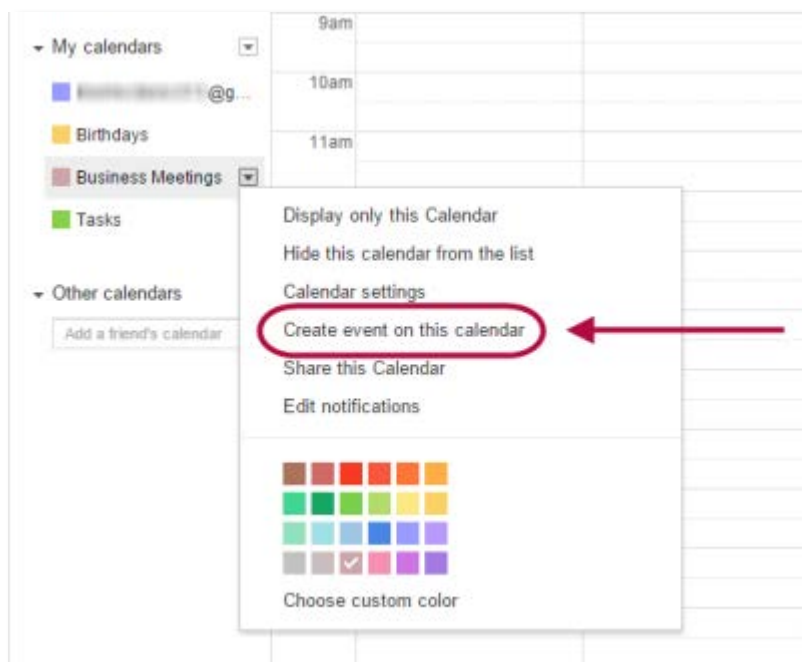 9am
My calendars
10am
@g...
Birthdays
11am
Business Meetings
Tasks
Display only this Calendar
Hide this calendar from the list
Other calendars
Calendar settings
Add a friend's calendar
Create event on this calendar
Share this Calendar
Edit notifications
Choose custom color